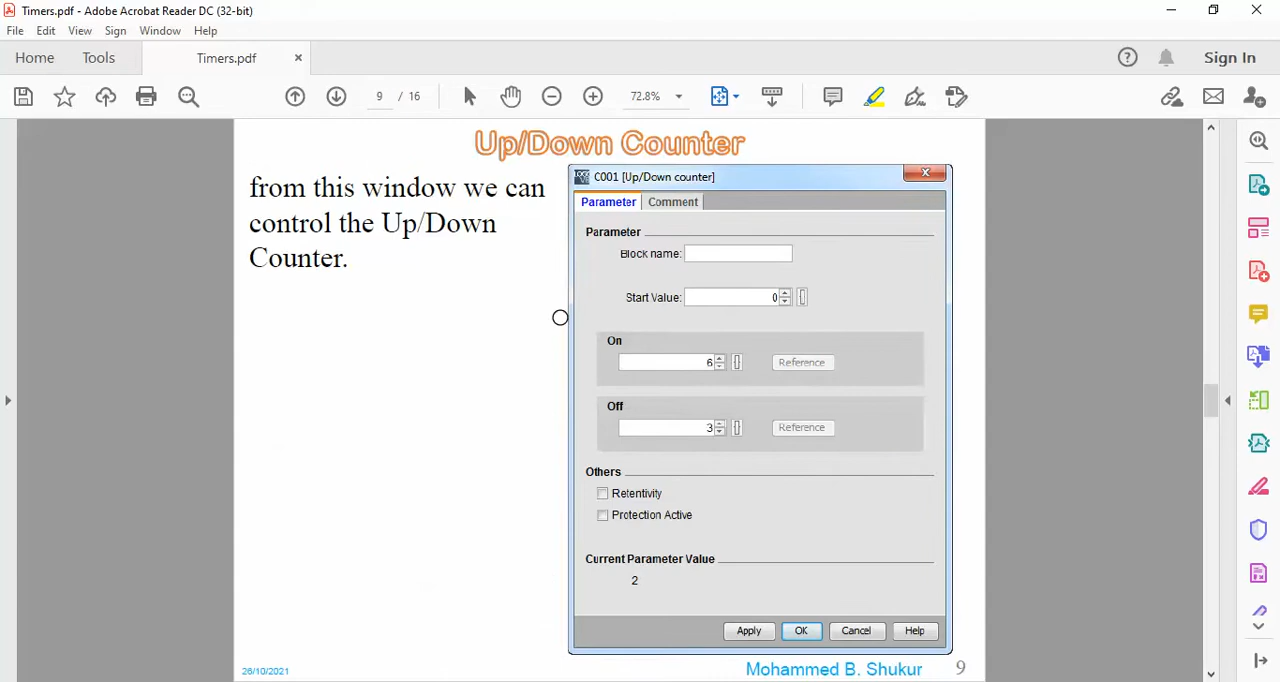 Timers.pdf - Adobe Acrobat Reader DC (32-bit)
File Edit View Sign Window Help
Home Tools Timers.pdf × Sign In
9 / 16 72.8%
Up/Down Counter
from this window we can
control the Up/Down
Counter.
C001 [Up/Down counter]
Parameter Comment
Parameter
Block name:
Start Value: 0
On
6 Reference
Off
3 Reference
Others
Retentivity
Protection Active
Current Parameter Value
2
Apply OK Cancel Help
26/10/2021 Mohammed B. Shukur 9